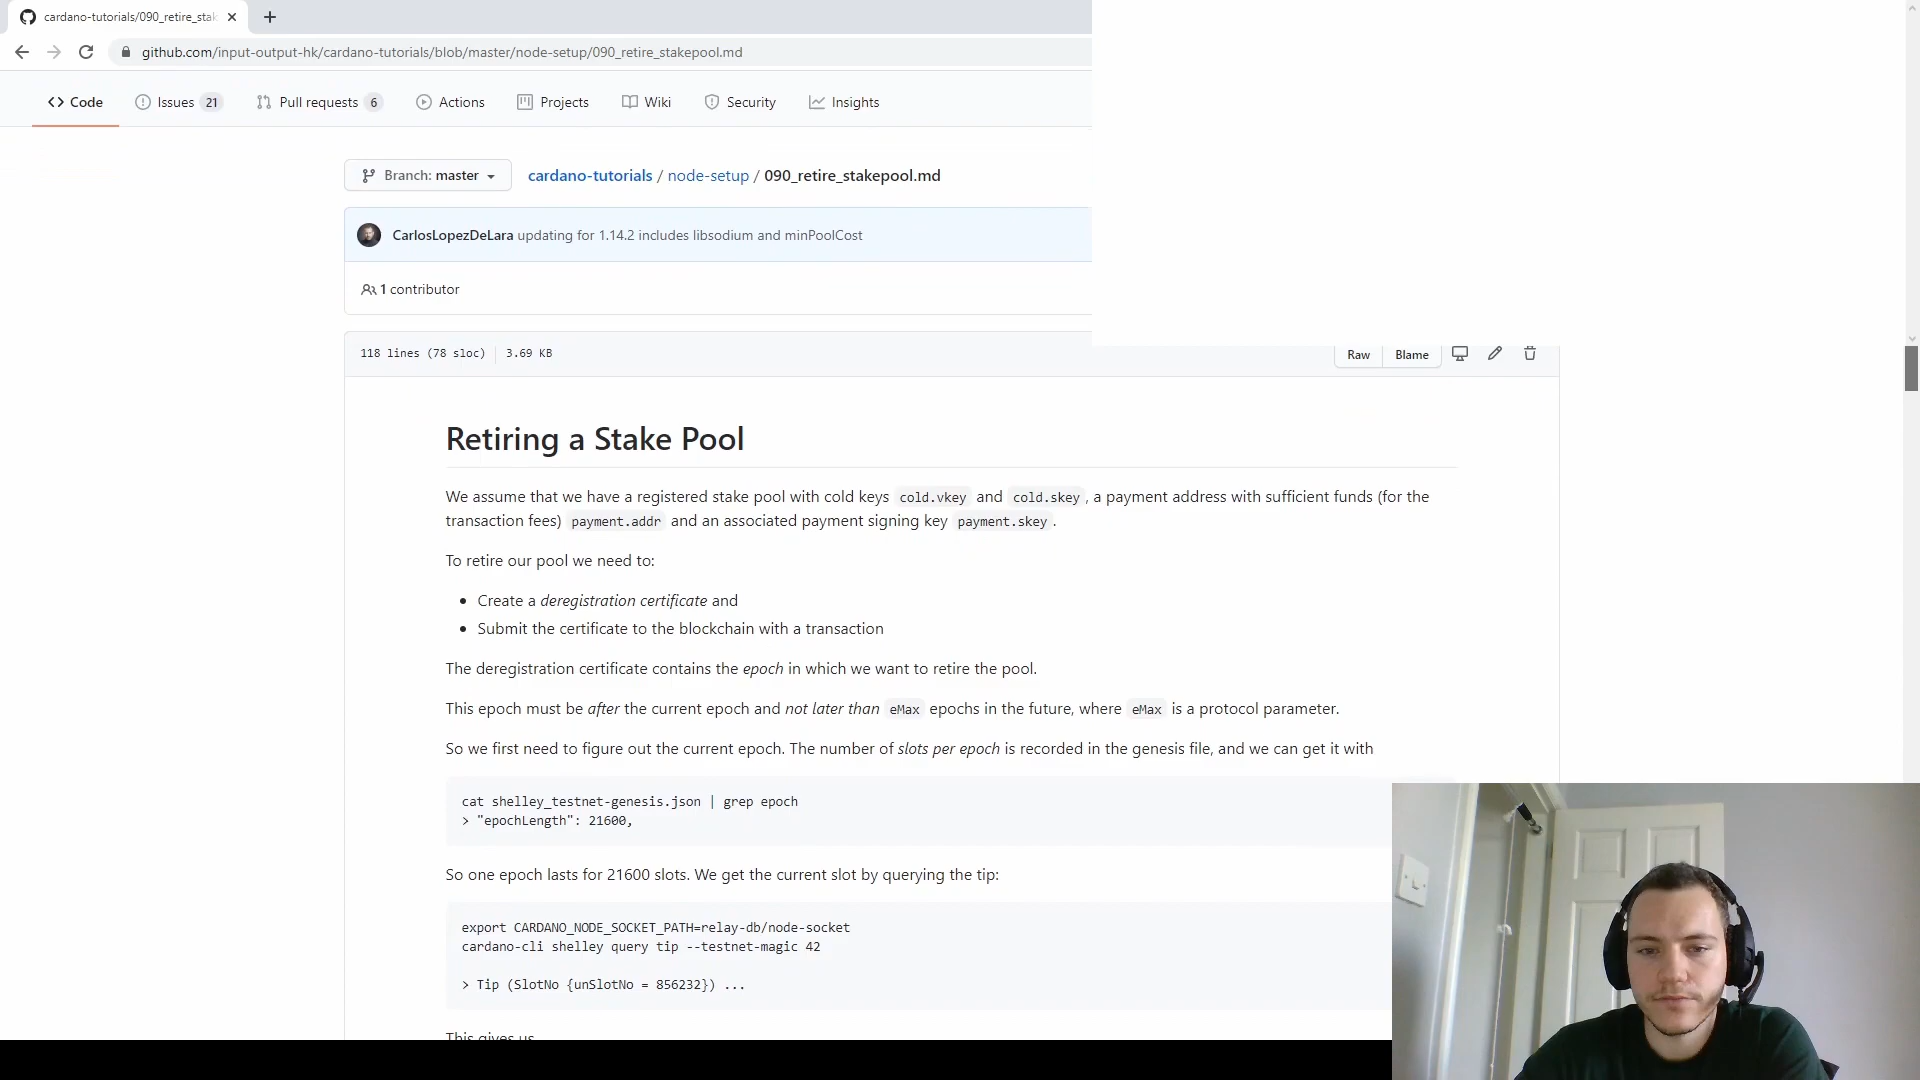 cardano-tutorials/090_retire_stak
github.com/input-output-hk/cardano-tutorials/blob/master/node-setup/090_retire_stakepool.md
Code Issues 21 Pull requests 6 Actions Projects Wiki Security Insights
Branch: master cardano-tutorials / node-setup / 090_retire_stakepool.md
CarlosLopezDeLara updating for 1.14.2 includes libsodium and minPoolCost
1 contributor
118 lines (78 sloc) 3.69 KB Raw Blame
Retiring a Stake Pool
We assume that we have a registered stake pool with cold keys cold.vkey and cold.skey, a payment address with sufficient funds (for the
transaction fees) payment.addr and an associated payment signing key payment.skey.
To retire our pool we need to:
• Create a deregistration certificate and
• Submit the certificate to the blockchain with a transaction
The deregistration certificate contains the epoch in which we want to retire the pool.
This epoch must be after the current epoch and not later than eMax epochs in the future, where eMax is a protocol parameter.
So we first need to figure out the current epoch. The number of slots per epoch is recorded in the genesis file, and we can get it with
cat shelley_testnet-genesis.json | grep epoch
> "epochLength": 21600,
So one epoch lasts for 21600 slots. We get the current slot by querying the tip:
export CARDANO_NODE_SOCKET_PATH=relay-db/node-socket
cardano-cli shelley query tip --testnet-magic 42
> Tip (SlotNo {unSlotNo = 856232}) ...
This gives us